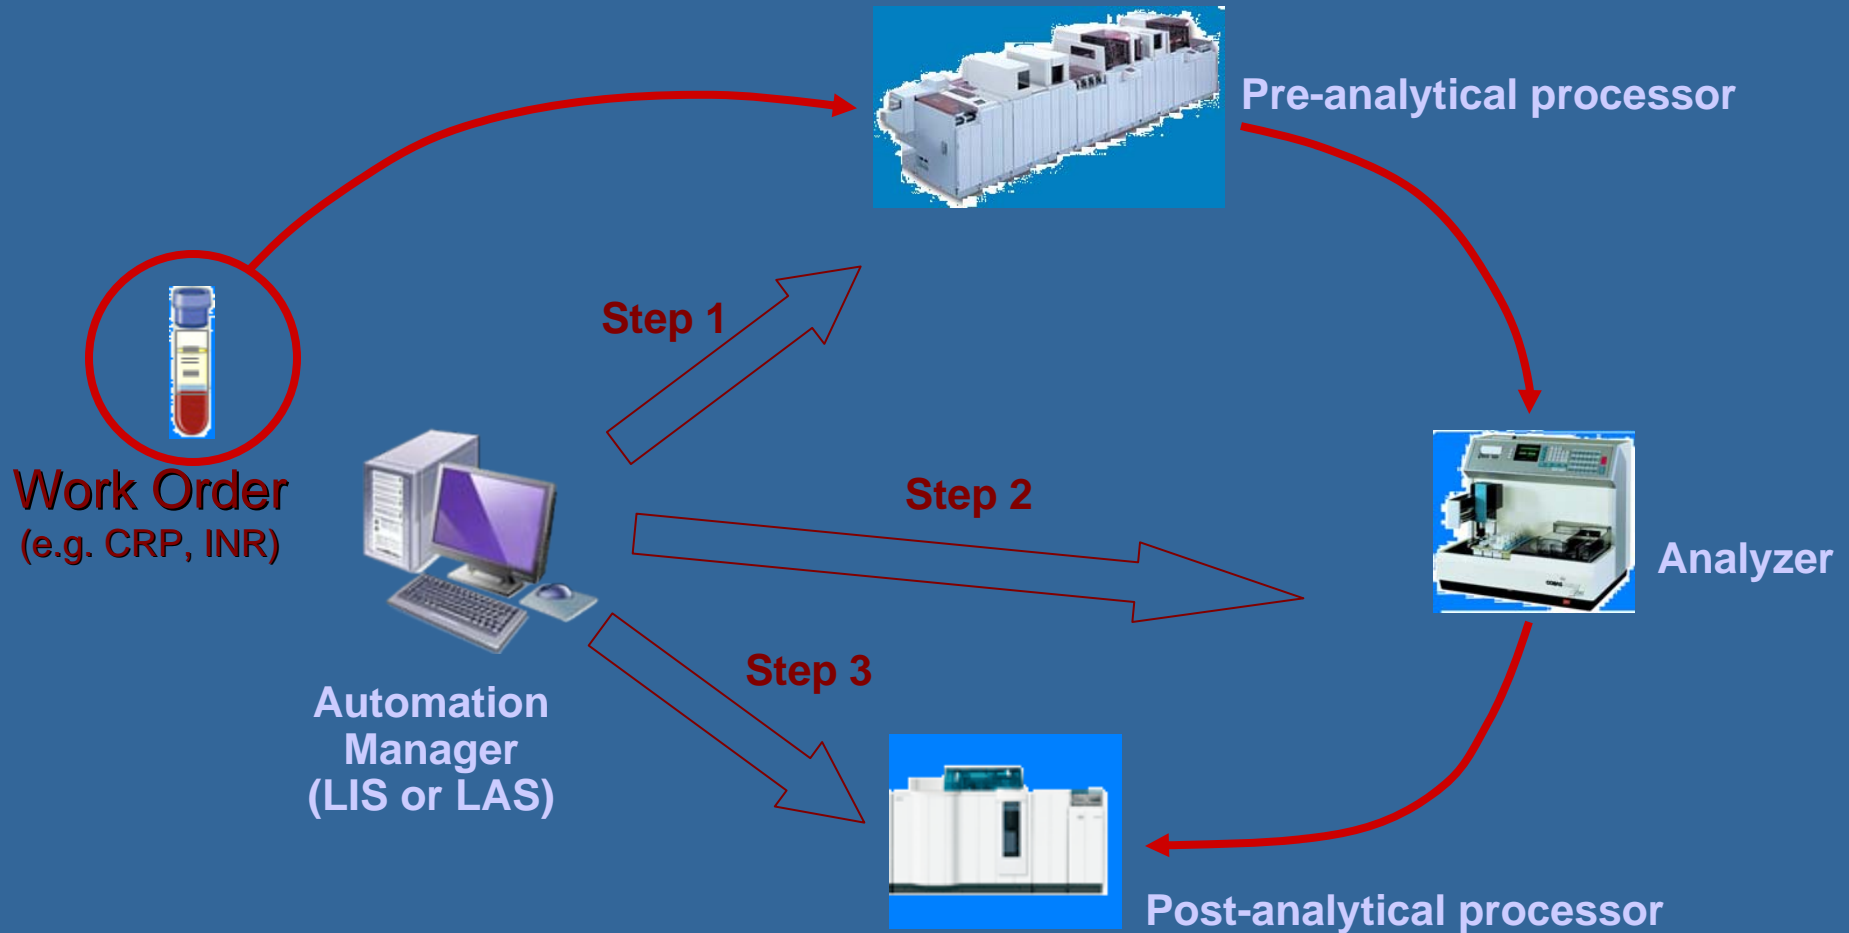 Pre-analytical processor
Step 1
Work Order
(e.g. CRP, INR)
Step 2
Analyzer
Step 3
Automation
Manager
(LIS or LAS)
Post-analytical processor